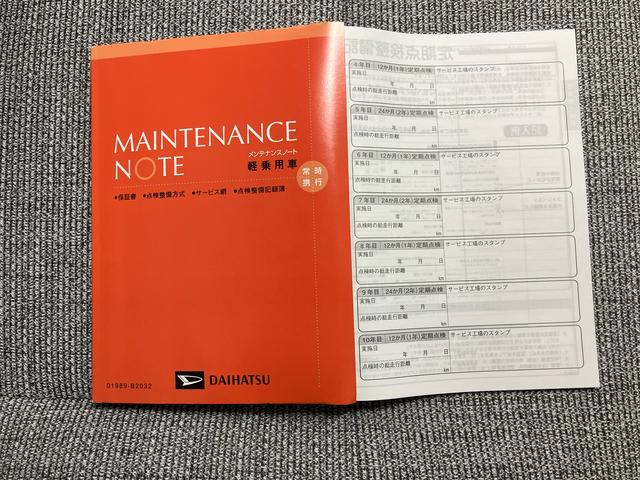 MAINTENANCE
NOTE
メンテナンスノート
軽乗用車
常時
携行
●保証書 ●点検整備方式 ●サービス網 ●点検整備記録簿
01989-B2032
DAIHATSU
4年目 12か月(1年)定期点検 サービス工場のスタンプ
実施日
年 月 日
点検時の総走行距離
km
5年目 24か月(2年)定期点検 サービス工場のスタンプ
実施日
年 月 日
点検時の総走行距離
km
6年目 12か月(1年)定期点検 サービス工場のスタンプ
実施日
年 月 日
点検時の総走行距離
km
7年目 24か月(2年)定期点検 サービス工場のスタンプ
実施日
年 月 日
点検時の総走行距離
km
8年目 12か月(1年)定期点検 サービス工場のスタンプ
実施日
年 月 日
点検時の総走行距離
km
9年目 24か月(2年)定期点検 サービス工場のスタンプ
実施日
年 月 日
点検時の総走行距離
km
10年目 12か月(1年)定期点検 サービス工場のスタンプ
実施日
年 月 日
点検時の総走行距離
km